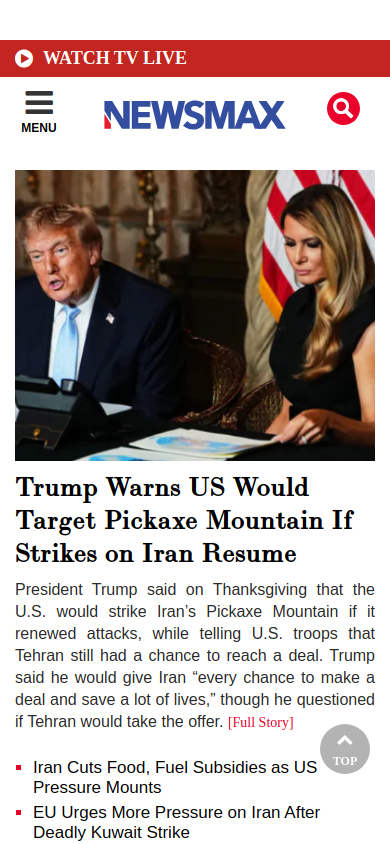 WATCH TV LIVE
MENU
NEWSMAX
Trump Warns US Would
Target Pickaxe Mountain If
Strikes on Iran Resume
President Trump said on Thanksgiving that the
U.S. would strike Iran’s Pickaxe Mountain if it
renewed attacks, while telling U.S. troops that
Tehran still had a chance to reach a deal. Trump
said he would give Iran “every chance to make a
deal and save a lot of lives,” though he questioned
if Tehran would take the offer. [Full Story]
TOP
Iran Cuts Food, Fuel Subsidies as US
Pressure Mounts
EU Urges More Pressure on Iran After
Deadly Kuwait Strike